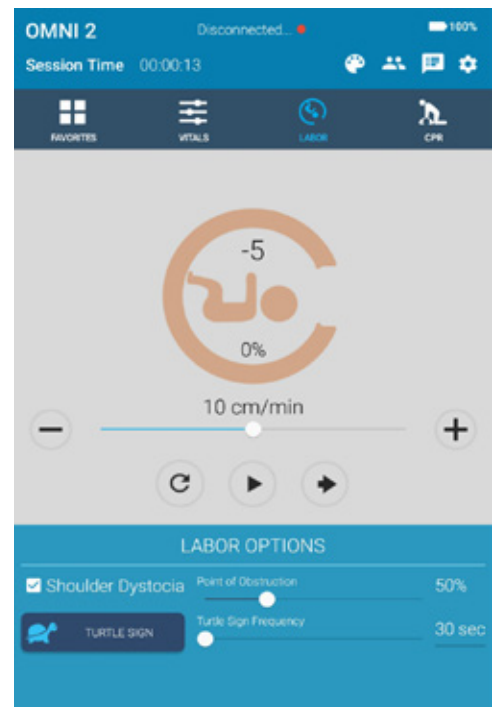 OMNI 2
Disconnected...
100%
Session Time 00:00:13
FAVORITES
VITALS
LABOR
CPR
-5
0%
10 cm/min
LABOR OPTIONS
Shoulder Dystocia
Point of Obstruction
50%
TURTLE SIGN
Turtle Sign Frequency
30 sec